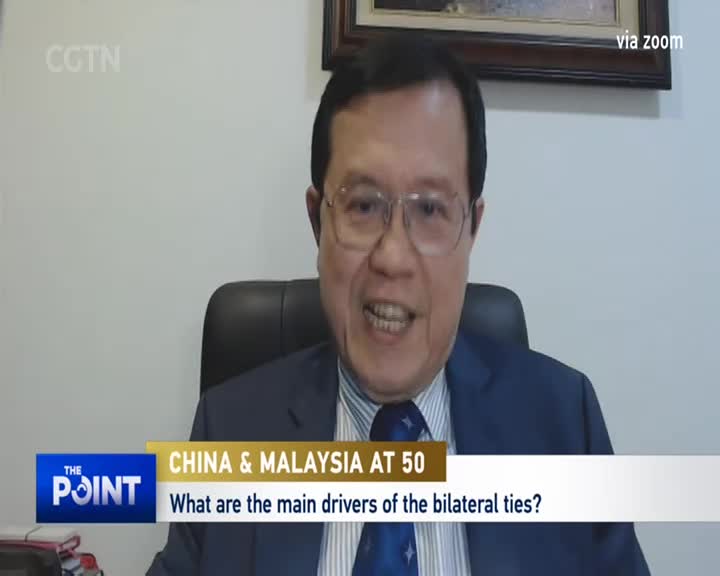 CGTN
via zoom
CHINA & MALAYSIA AT 50
THE
POINT
What are the main drivers of the bilateral ties?